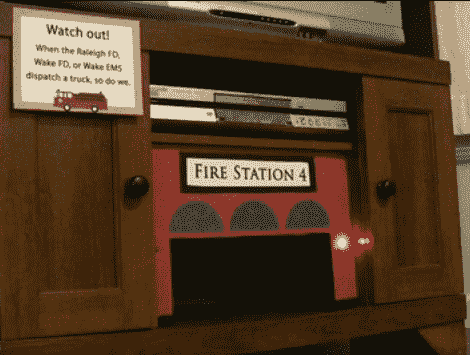 Watch out!
When the Raleigh FD,
Wake FD, or Wake EMS
dispatch a truck, so do we.
FIRE STATION 4